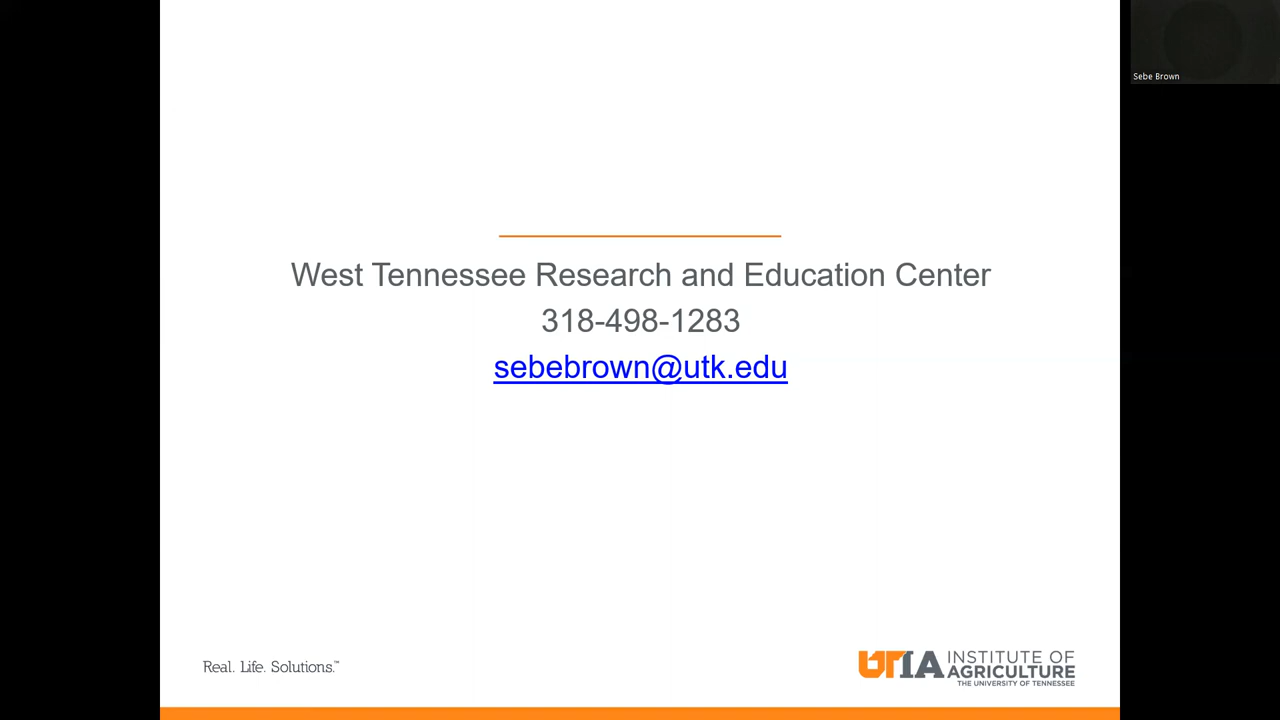 Sebe Brown
West Tennessee Research and Education Center
318-498-1283
sebebrown@utk.edu
Real. Life. Solutions.™
UTIA INSTITUTE OF
AGRICULTURE
THE UNIVERSITY OF TENNESSEE